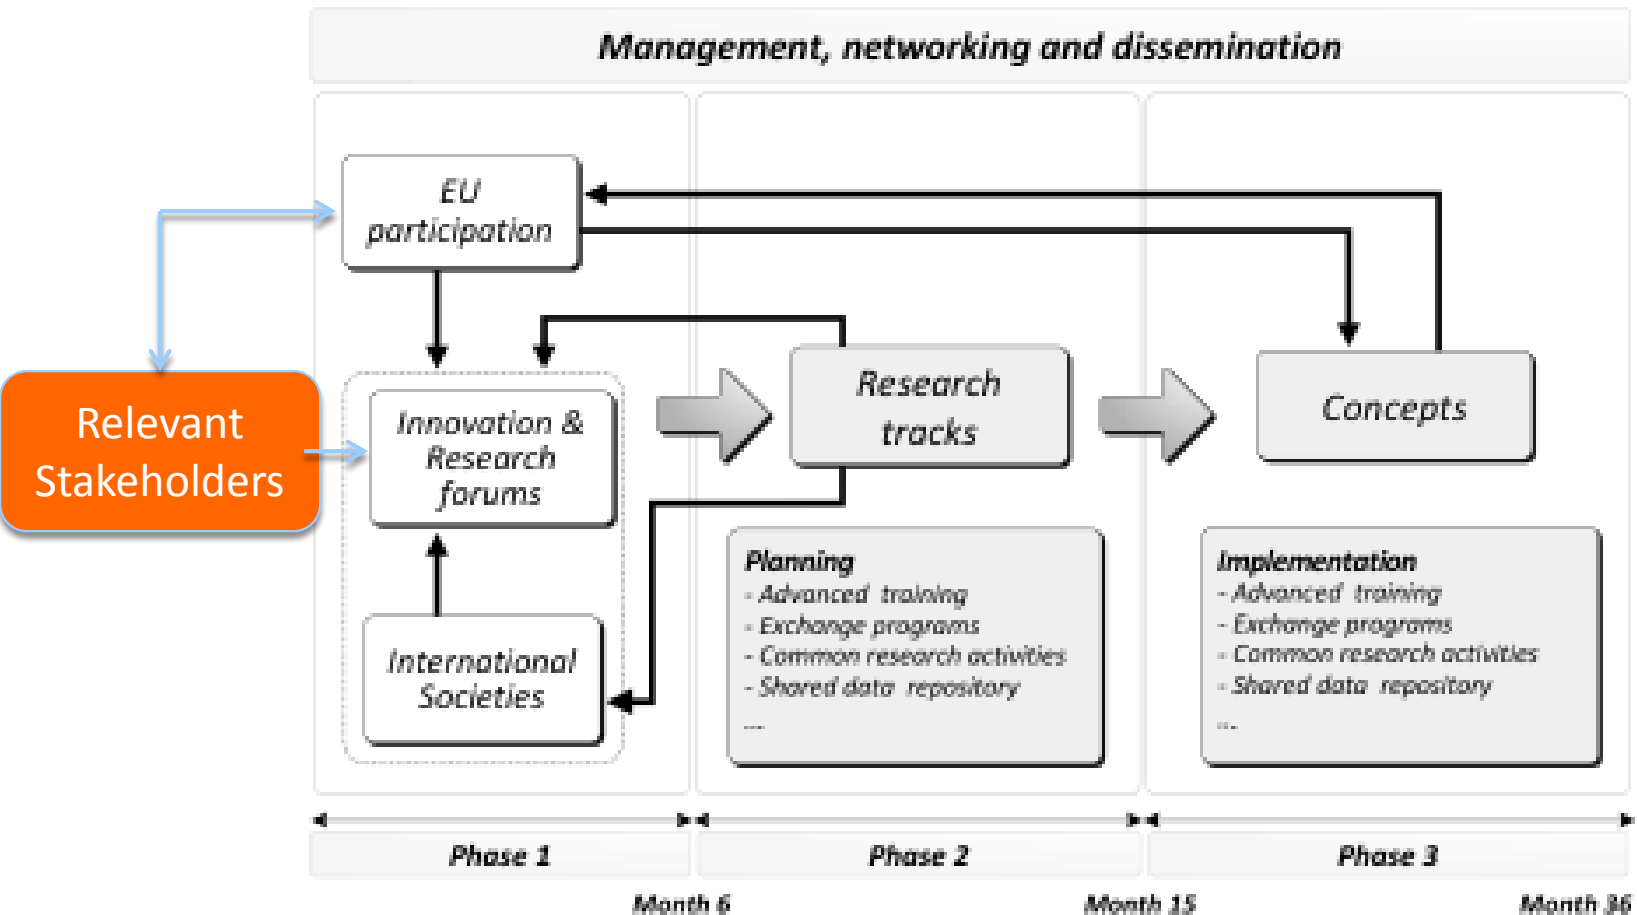 Management, networking and dissemination
EU
participation
Relevant
Stakeholders
Innovation &
Research
forums
International
Societies
Research
tracks
Planning
- Advanced training
- Exchange programs
- Common research activities
- Shared data repository
...
Concepts
Implementation
- Advanced training
- Exchange programs
- Common research activities
- Shared data repository
...
Phase 1
Phase 2
Phase 3
Month 6
Month 15
Month 36